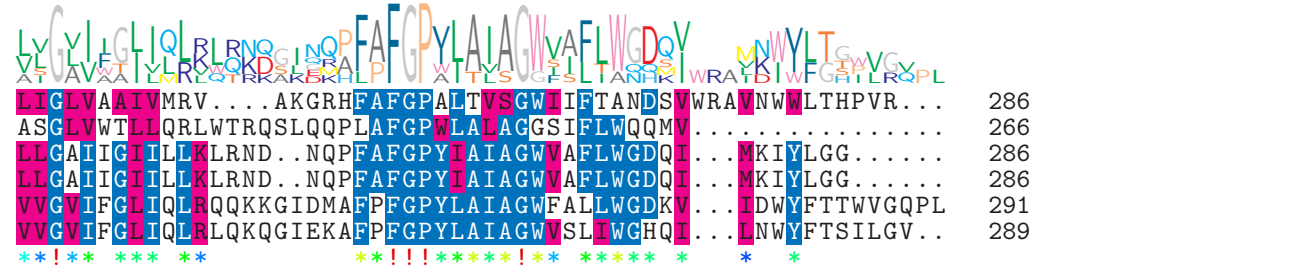 LIGLVAAIVMRV....AKGRHFAFGPALTVSGWIIFTANDSVWRAVNWWLTHPVR... 286
ASGLVWTLLQRLWTRQSLQQPLAFGPWLALAGGSIFLWQQMV................ 266
LLGAIIGIILLKLRND..NQPFAFGPYIAIAGWVAFLWGDQI...MKIYLGG...... 286
LLGAIIGIILLKLRND..NQPFAFGPYIAIAGWVAFLWGDQI...MKIYLGG...... 286
VVGVIFGLIQLRQQKKGIDMAFPFGPYLAIAGWFALLWGDKV...IDWYFTTWVGQPL 291
VVGVIFGLIQLRLQKQGIEKAFPFGPYLAIAGWVSLIWGHQI...LNWYFTSILGV.. 289
**!** *** ** **!!!*****!** ***** * * *